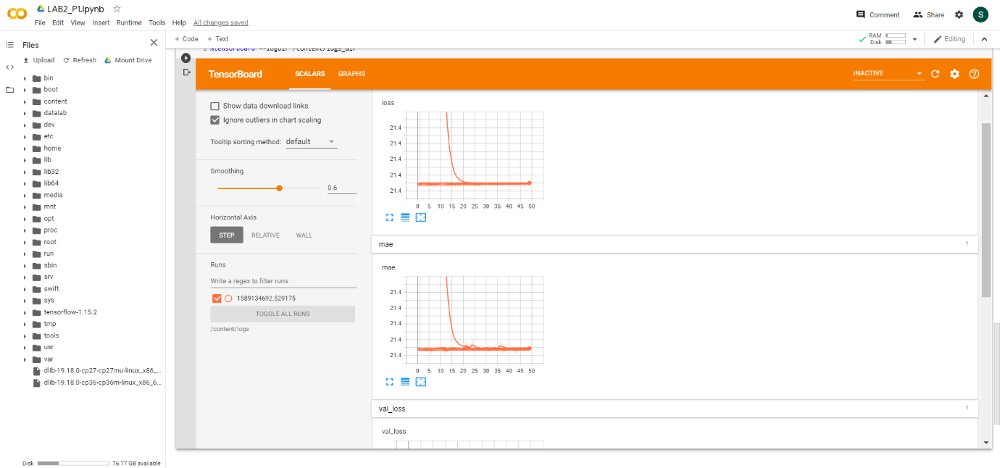 LAB2_P1.ipynb
File Edit View Insert Runtime Tools Help All changes saved
Comment Share S
Files
Upload Refresh Mount Drive
bin
boot
content
datalab
dev
etc
home
lib
lib32
lib64
media
mnt
opt
proc
root
run
sbin
srv
swift
sys
tensorflow-1.15.2
tmp
tools
usr
var
dlib-19.18.0-cp27-cp27mu-linux_x86_...
dlib-19.18.0-cp36-cp36m-linux_x86_6...
Disk 76.77 GB available
+ Code + Text
RAM
Disk
Editing
%tensorboard --logdir /content/logs_dir
TensorBoard SCALARS GRAPHS INACTIVE
Show data download links
Ignore outliers in chart scaling
Tooltip sorting method: default
Smoothing
0.6
Horizontal Axis
STEP RELATIVE WALL
Runs
Write a regex to filter runs
1589134692.529175
TOGGLE ALL RUNS
/content/logs
loss
21.4
21.4
21.4
21.4
21.4
0 5 10 15 20 25 30 35 40 45 50
mae 1
mae
21.4
21.4
21.4
21.4
21.4
0 5 10 15 20 25 30 35 40 45 50
val_loss 1
val_loss